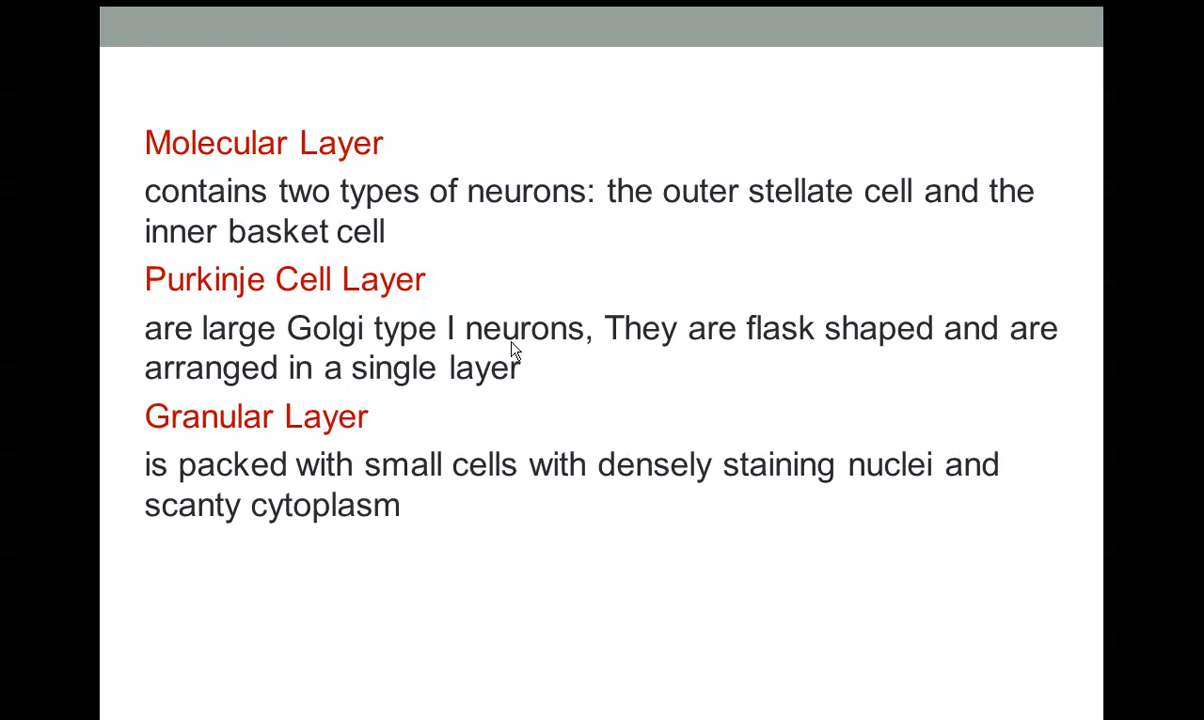 Molecular Layer
contains two types of neurons: the outer stellate cell and the
inner basket cell
Purkinje Cell Layer
are large Golgi type I neurons, They are flask shaped and are
arranged in a single layer
Granular Layer
is packed with small cells with densely staining nuclei and
scanty cytoplasm